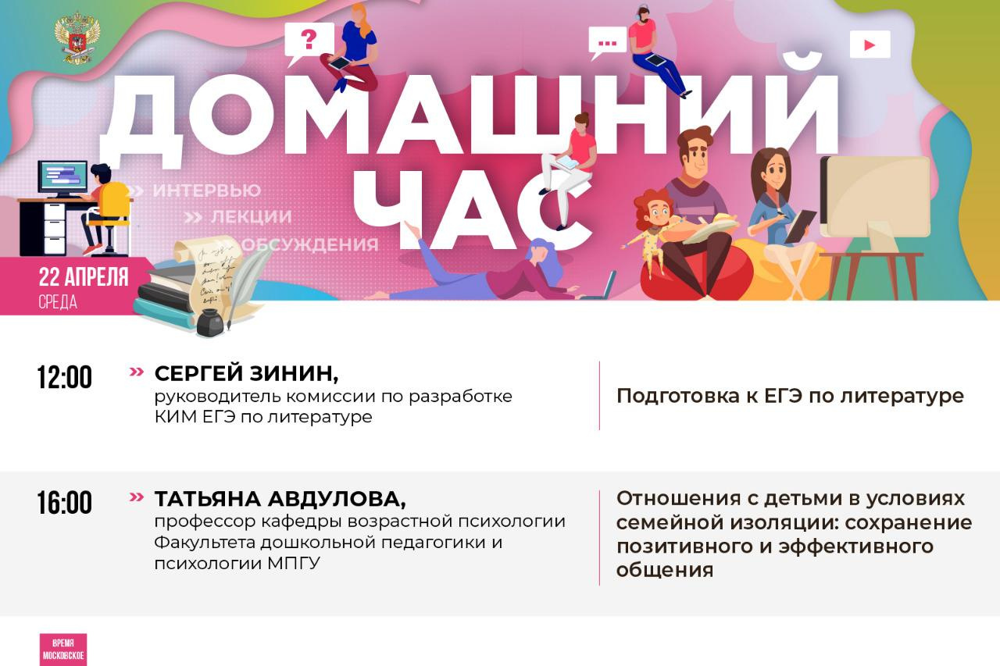 ?
...
ДОМАШНИЙ
ЧАС
ИНТЕРВЬЮ
ЛЕКЦИИ
ОБСУЖДЕНИЯ
22 АПРЕЛЯ
СРЕДА
12:00
СЕРГЕЙ ЗИНИН,
руководитель комиссии по разработке
КИМ ЕГЭ по литературе
Подготовка к ЕГЭ по литературе
16:00
ТАТЬЯНА АВДУЛОВА,
профессор кафедры возрастной психологии
Факультета дошкольной педагогики и
психологии МПГУ
Отношения с детьми в условиях
семейной изоляции: сохранение
позитивного и эффективного
общения
ВРЕМЯ
МОСКОВСКОЕ